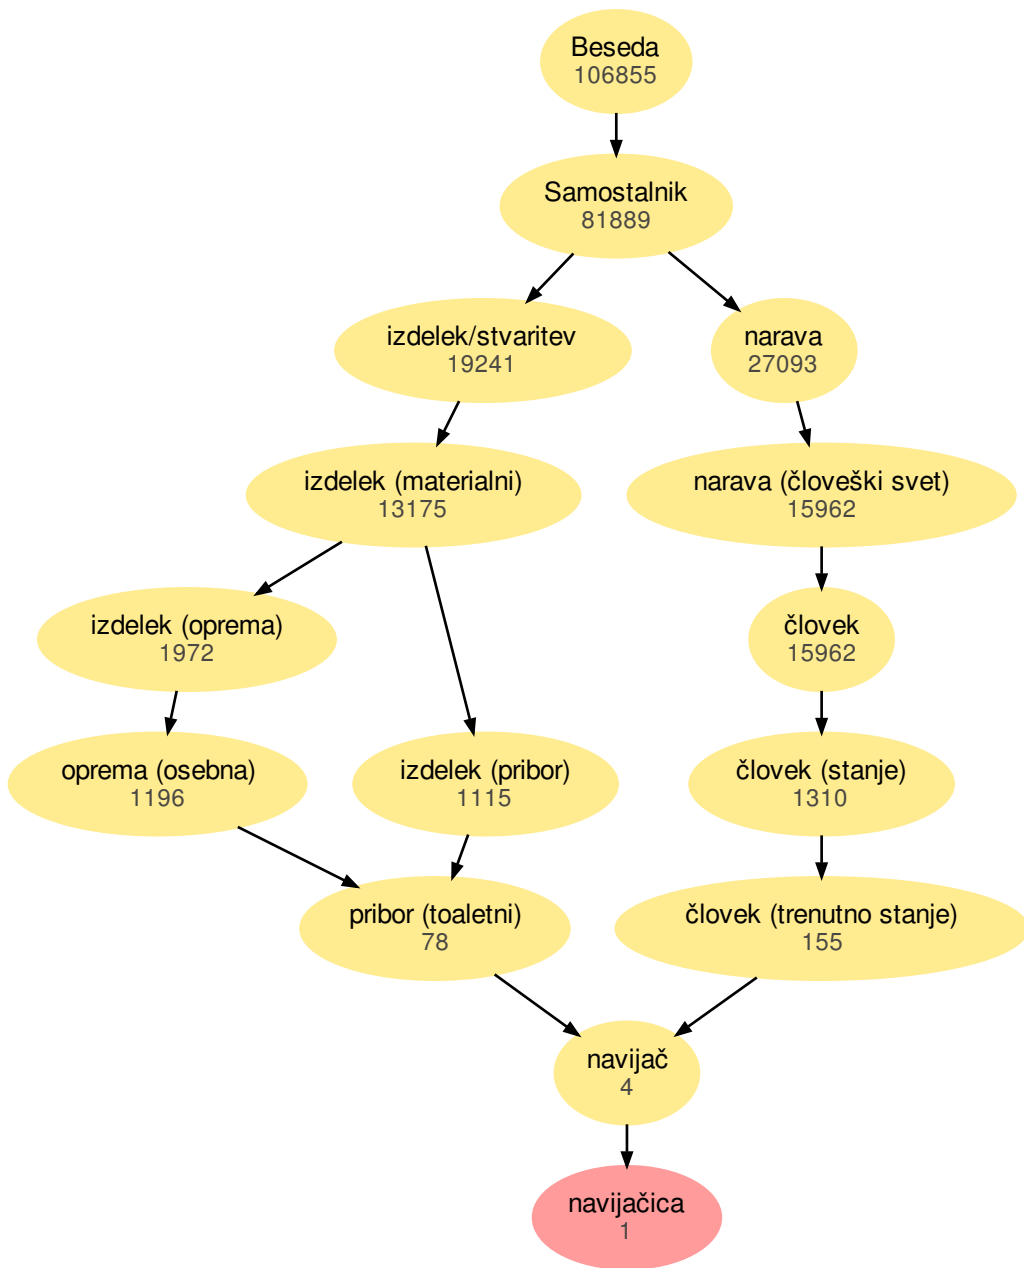 Beseda
106855
Samostalnik
81889
izdelek/stvaritev
19241
narava
27093
izdelek (materialni)
13175
narava (človeški svet)
15962
izdelek (oprema)
1972
človek
15962
oprema (osebna)
1196
izdelek (pribor)
1115
človek (stanje)
1310
pribor (toaletni)
78
človek (trenutno stanje)
155
navijač
4
navijačica
1